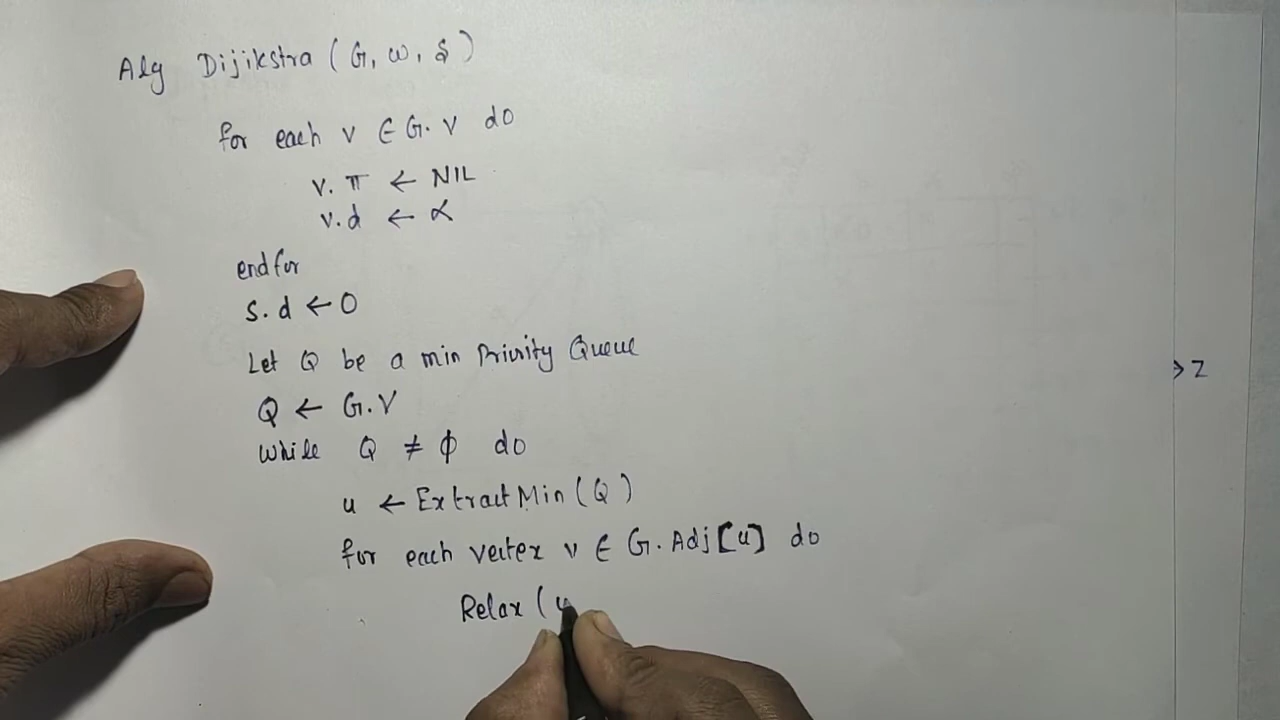 Alg Dijikstra (G, w, s)
for each v ∈ G. V do
v. π ← NIL
v. d ← ∝
endfor
s. d ← 0
Let Q be a min Priority Queue
Q ← G. V
While Q ≠ ϕ do
u ← ExtractMin (Q)
for each vertex v ∈ G. Adj [u] do
Relax (u
> Z